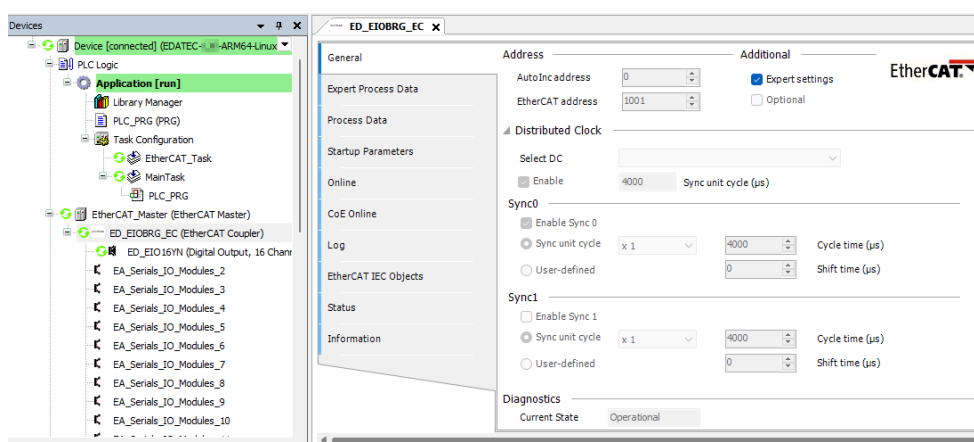 Devices
Device [connected] (EDATEC- -ARM64-Linux
PLC Logic
Application [run]
Library Manager
PLC_PRG (PRG)
Task Configuration
EtherCAT_Task
MainTask
PLC_PRG
EtherCAT_Master (EtherCAT Master)
ED_EIOBRG_EC (EtherCAT Coupler)
ED_EIO16YN (Digital Output, 16 Chanr
EA_Serials_IO_Modules_2
EA_Serials_IO_Modules_3
EA_Serials_IO_Modules_4
EA_Serials_IO_Modules_5
EA_Serials_IO_Modules_6
EA_Serials_IO_Modules_7
EA_Serials_IO_Modules_8
EA_Serials_IO_Modules_9
EA_Serials_IO_Modules_10
ED_EIOBRG_EC
General
Expert Process Data
Process Data
Startup Parameters
Online
CoE Online
Log
EtherCAT IEC Objects
Status
Information
Address
AutoInc address 0
EtherCAT address 1001
Additional
Expert settings
Optional
EtherCAT
Distributed Clock
Select DC
Enable 4000 Sync unit cycle (µs)
Sync0
Enable Sync 0
Sync unit cycle x 1 4000 Cycle time (µs)
User-defined 0 Shift time (µs)
Sync1
Enable Sync 1
Sync unit cycle x 1 4000 Cycle time (µs)
User-defined 0 Shift time (µs)
Diagnostics
Current State Operational